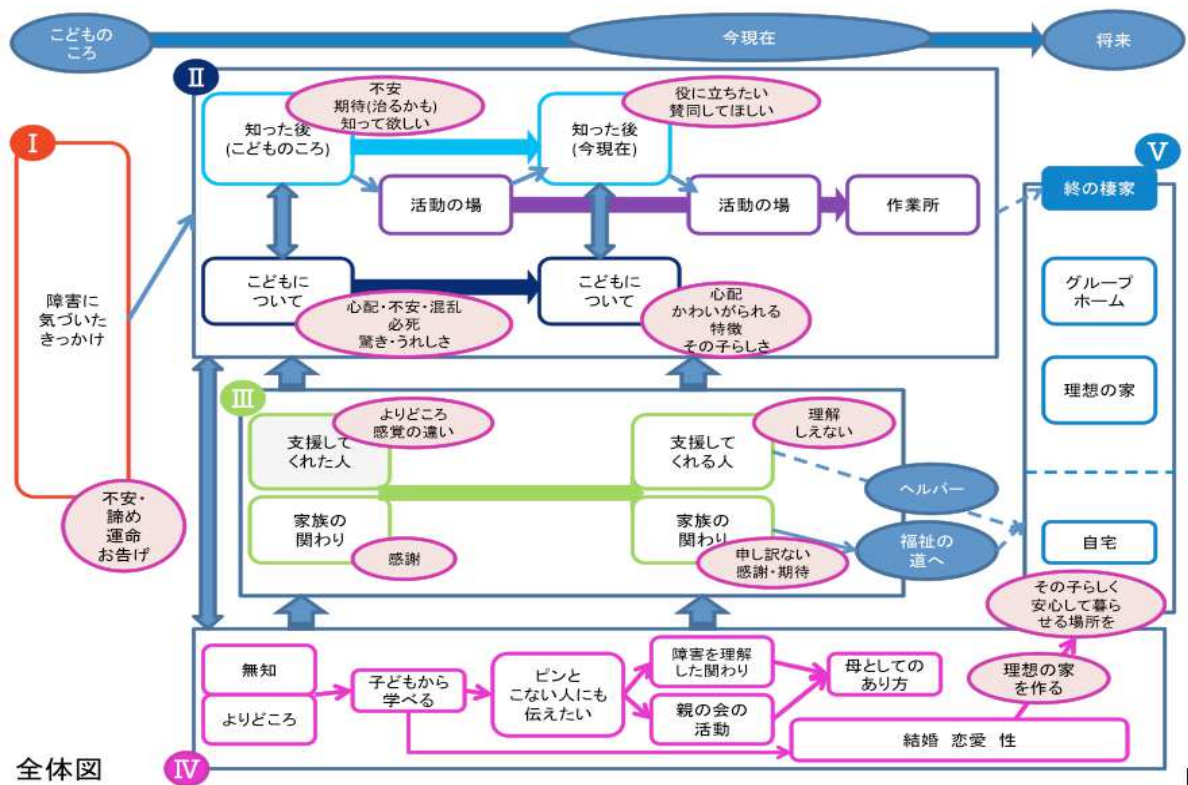 こどもの
ころ
今現在
将来
Ⅰ
障害に
気づいた
きっかけ
不安・
諦め
運命
お告げ
Ⅱ
知った後
(こどものころ)
不安
期待(治るかも)
知って欲しい
知った後
(今現在)
役に立ちたい
賛同してほしい
活動の場
活動の場
作業所
こどもに
ついて
心配・不安・混乱
必死
驚き・うれしさ
こどもに
ついて
心配
かわいがられる
特徴
その子らしさ
Ⅲ
支援して
くれた人
よりどころ
感覚の違い
支援して
くれる人
理解
しえない
家族の
関わり
感謝
家族の
関わり
申し訳ない
感謝・期待
ヘルパー
福祉の
道へ
Ⅴ
終の棲家
グループ
ホーム
理想の家
自宅
その子らしく
安心して暮ら
せる場所を
Ⅳ
無知
よりどころ
子どもから
学べる
ピンと
こない人にも
伝えたい
障害を理解
した関わり
親の会の
活動
母としての
あり方
理想の家
を作る
結婚 恋愛 性
全体図